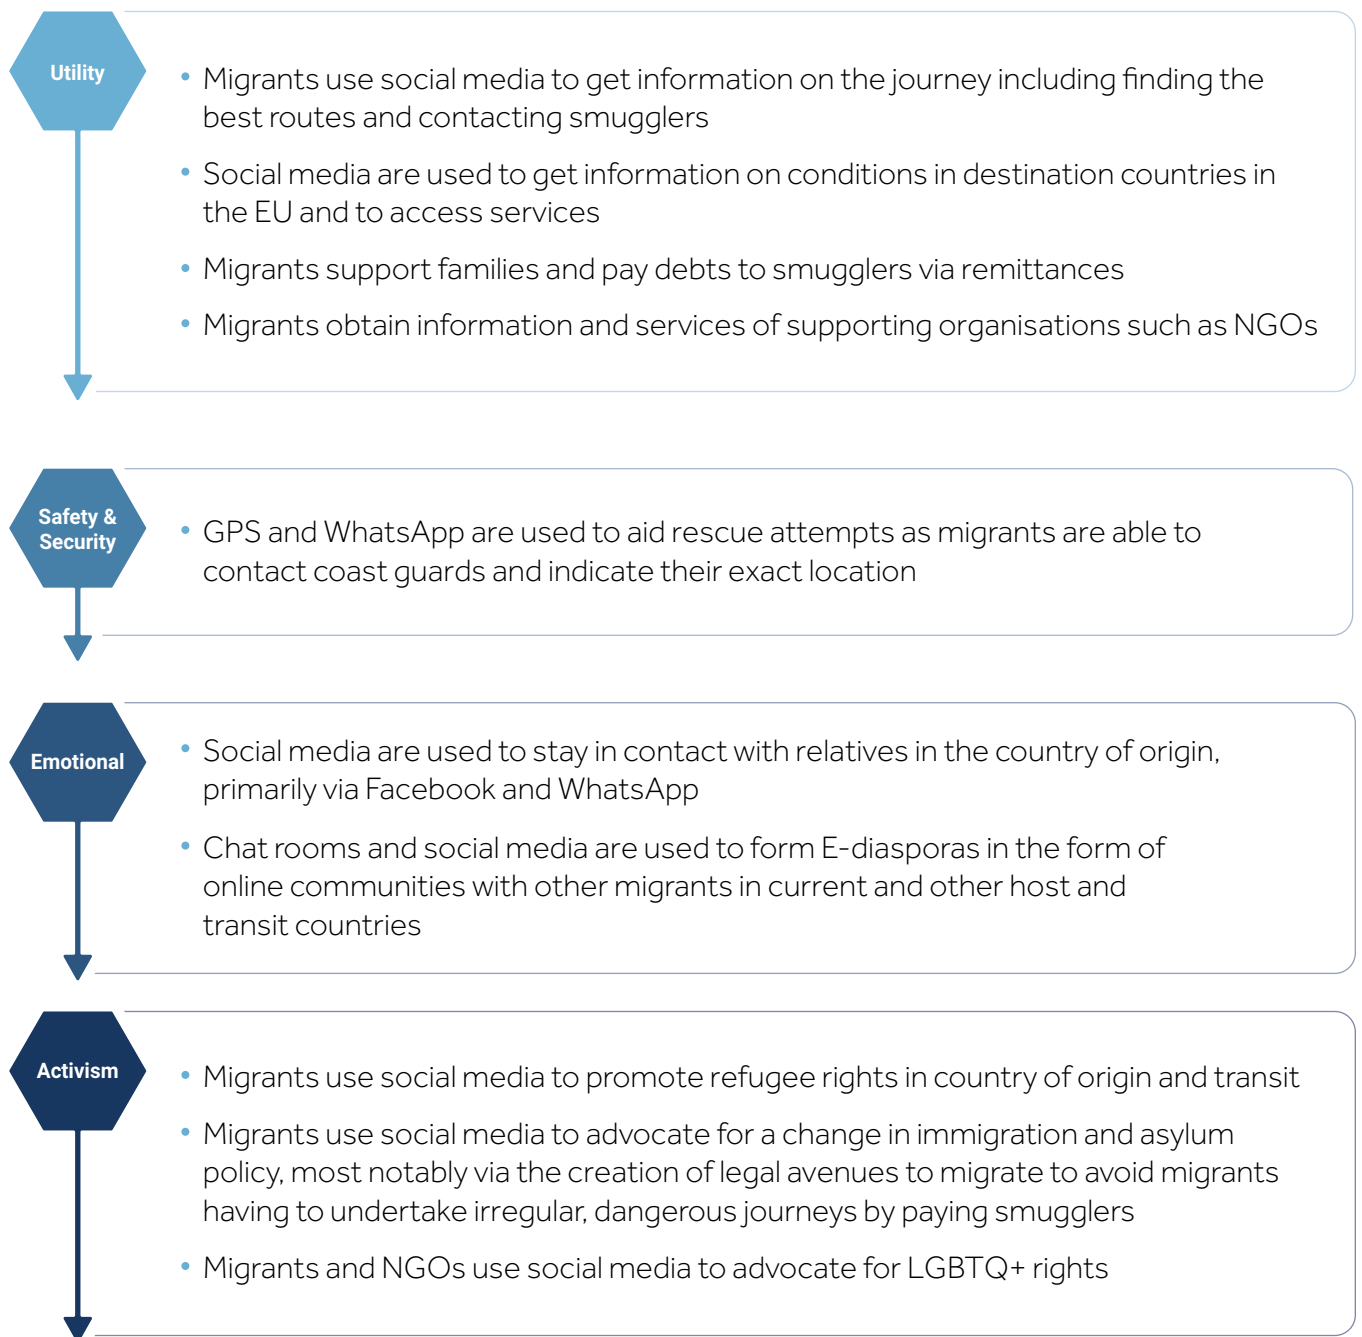 Utility
• Migrants use social media to get information on the journey including finding the
best routes and contacting smugglers
• Social media are used to get information on conditions in destination countries in
the EU and to access services
• Migrants support families and pay debts to smugglers via remittances
• Migrants obtain information and services of supporting organisations such as NGOs
Safety &
Security
• GPS and WhatsApp are used to aid rescue attempts as migrants are able to
contact coast guards and indicate their exact location
Emotional
• Social media are used to stay in contact with relatives in the country of origin,
primarily via Facebook and WhatsApp
• Chat rooms and social media are used to form E-diasporas in the form of
online communities with other migrants in current and other host and
transit countries
Activism
• Migrants use social media to promote refugee rights in country of origin and transit
• Migrants use social media to advocate for a change in immigration and asylum
policy, most notably via the creation of legal avenues to migrate to avoid migrants
having to undertake irregular, dangerous journeys by paying smugglers
• Migrants and NGOs use social media to advocate for LGBTQ+ rights